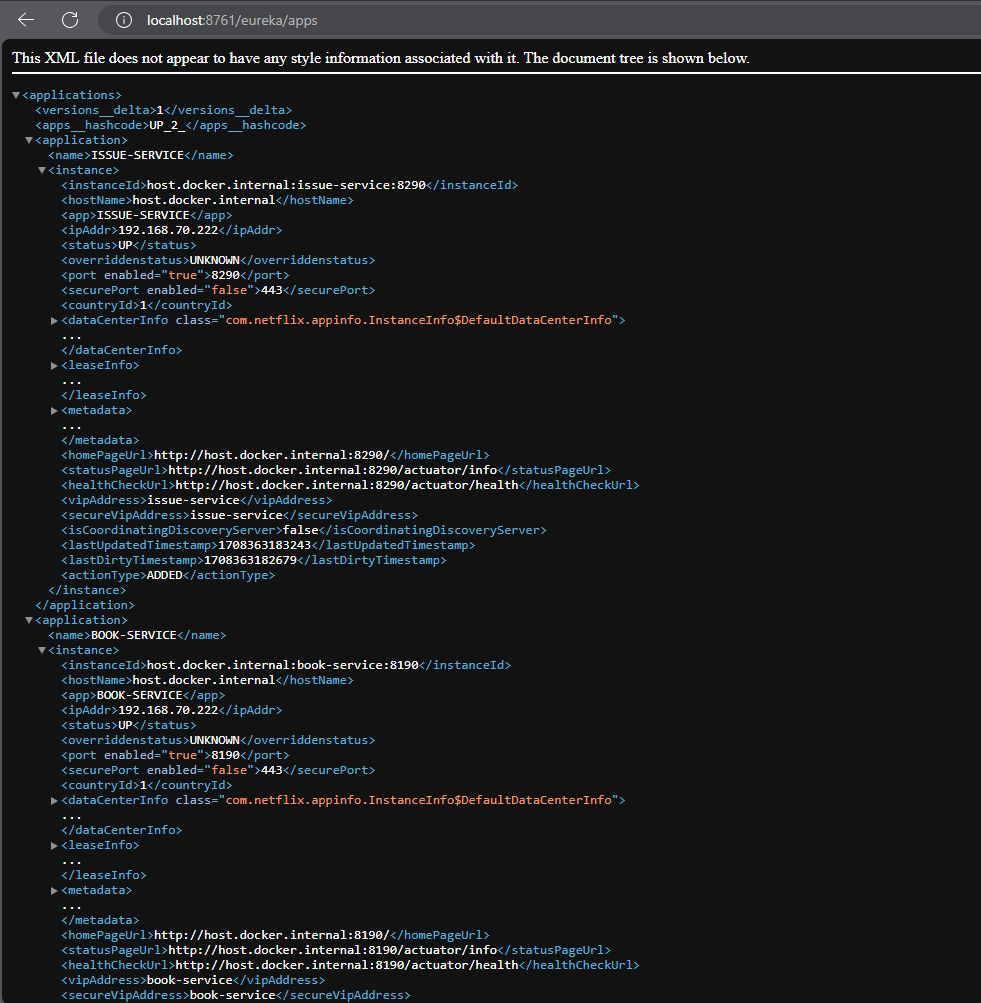 localhost:8761/eureka/apps
This XML file does not appear to have any style information associated with it. The document tree is shown below.
▼<applications>
<versions__delta>1</versions__delta>
<apps__hashcode>UP_2_</apps__hashcode>
▼<application>
<name>ISSUE-SERVICE</name>
▼<instance>
<instanceId>host.docker.internal:issue-service:8290</instanceId>
<hostName>host.docker.internal</hostName>
<app>ISSUE-SERVICE</app>
<ipAddr>192.168.70.222</ipAddr>
<status>UP</status>
<overriddenstatus>UNKNOWN</overriddenstatus>
<port enabled="true">8290</port>
<securePort enabled="false">443</securePort>
<countryId>1</countryId>
▶<dataCenterInfo class="com.netflix.appinfo.InstanceInfo$DefaultDataCenterInfo">
...
</dataCenterInfo>
▶<leaseInfo>
...
</leaseInfo>
▶<metadata>
...
</metadata>
<homePageUrl>http://host.docker.internal:8290/</homePageUrl>
<statusPageUrl>http://host.docker.internal:8290/actuator/info</statusPageUrl>
<healthCheckUrl>http://host.docker.internal:8290/actuator/health</healthCheckUrl>
<vipAddress>issue-service</vipAddress>
<secureVipAddress>issue-service</secureVipAddress>
<isCoordinatingDiscoveryServer>false</isCoordinatingDiscoveryServer>
<lastUpdatedTimestamp>1708363183243</lastUpdatedTimestamp>
<lastDirtyTimestamp>1708363182679</lastDirtyTimestamp>
<actionType>ADDED</actionType>
</instance>
</application>
▼<application>
<name>BOOK-SERVICE</name>
▼<instance>
<instanceId>host.docker.internal:book-service:8190</instanceId>
<hostName>host.docker.internal</hostName>
<app>BOOK-SERVICE</app>
<ipAddr>192.168.70.222</ipAddr>
<status>UP</status>
<overriddenstatus>UNKNOWN</overriddenstatus>
<port enabled="true">8190</port>
<securePort enabled="false">443</securePort>
<countryId>1</countryId>
▶<dataCenterInfo class="com.netflix.appinfo.InstanceInfo$DefaultDataCenterInfo">
...
</dataCenterInfo>
▶<leaseInfo>
...
</leaseInfo>
▶<metadata>
...
</metadata>
<homePageUrl>http://host.docker.internal:8190/</homePageUrl>
<statusPageUrl>http://host.docker.internal:8190/actuator/info</statusPageUrl>
<healthCheckUrl>http://host.docker.internal:8190/actuator/health</healthCheckUrl>
<vipAddress>book-service</vipAddress>
<secureVipAddress>book-service</secureVipAddress>